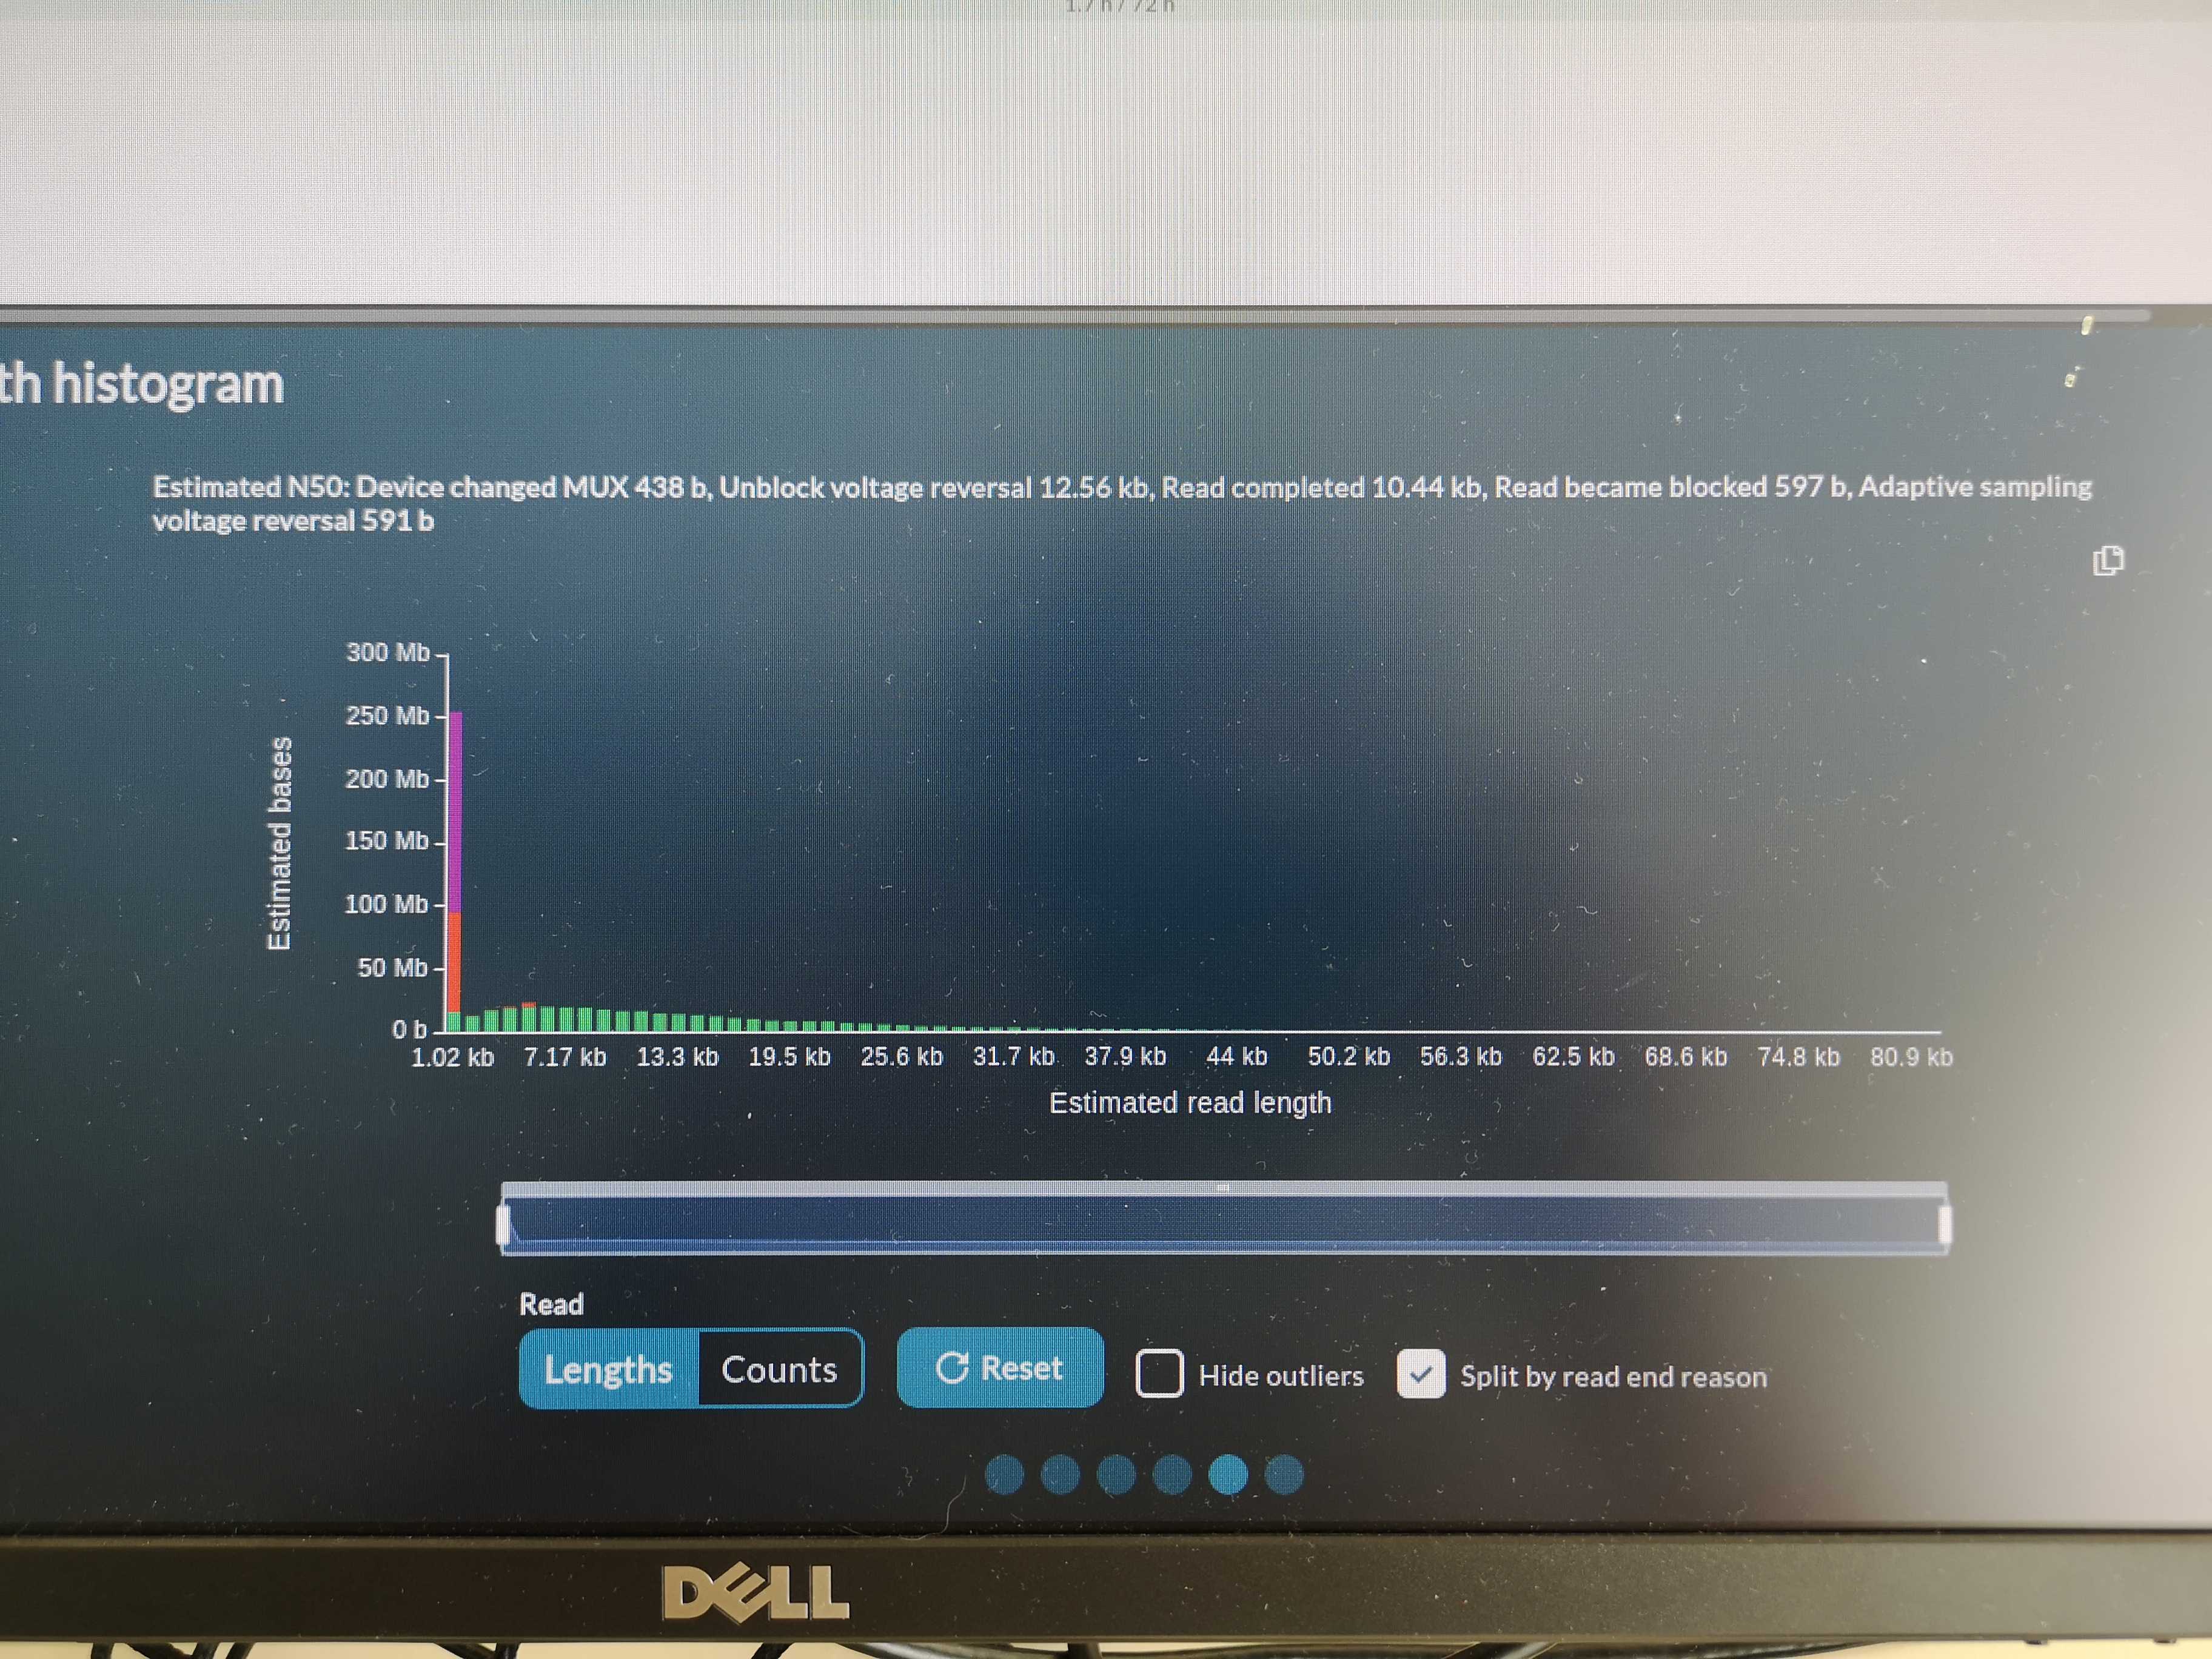 1.7 h / 72 h
th histogram
Estimated N50: Device changed MUX 438 b, Unblock voltage reversal 12.56 kb, Read completed 10.44 kb, Read became blocked 597 b, Adaptive sampling
voltage reversal 591 b
300 Mb
250 Mb
200 Mb
150 Mb
100 Mb
50 Mb
0 b
Estimated bases
1.02 kb 7.17 kb 13.3 kb 19.5 kb 25.6 kb 31.7 kb 37.9 kb 44 kb 50.2 kb 56.3 kb 62.5 kb 68.6 kb 74.8 kb 80.9 kb
Estimated read length
Read
Lengths Counts Reset Hide outliers Split by read end reason
DELL